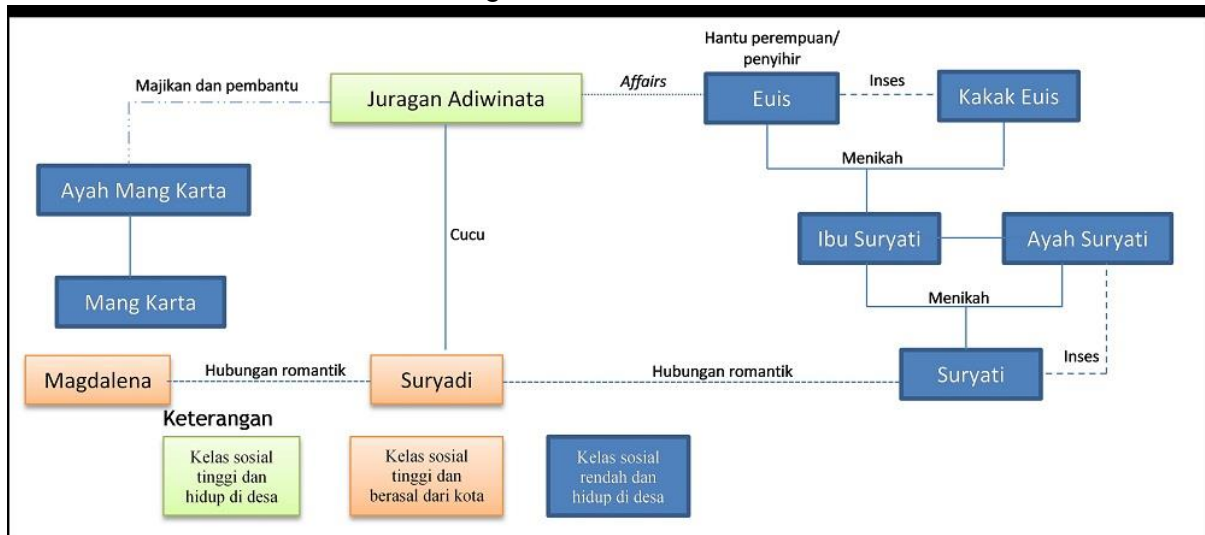 Hantu perempuan/
penyihir
Majikan dan pembantu
Juragan Adiwinata
Affairs
Euis
Inses
Kakak Euis
Menikah
Ayah Mang Karta
Cucu
Ibu Suryati
Ayah Suryati
Mang Karta
Menikah
Magdalena
Hubungan romantik
Suryadi
Hubungan romantik
Suryati
Inses
Keterangan
Kelas sosial
tinggi dan
hidup di desa
Kelas sosial
tinggi dan
berasal dari kota
Kelas sosial
rendah dan
hidup di desa